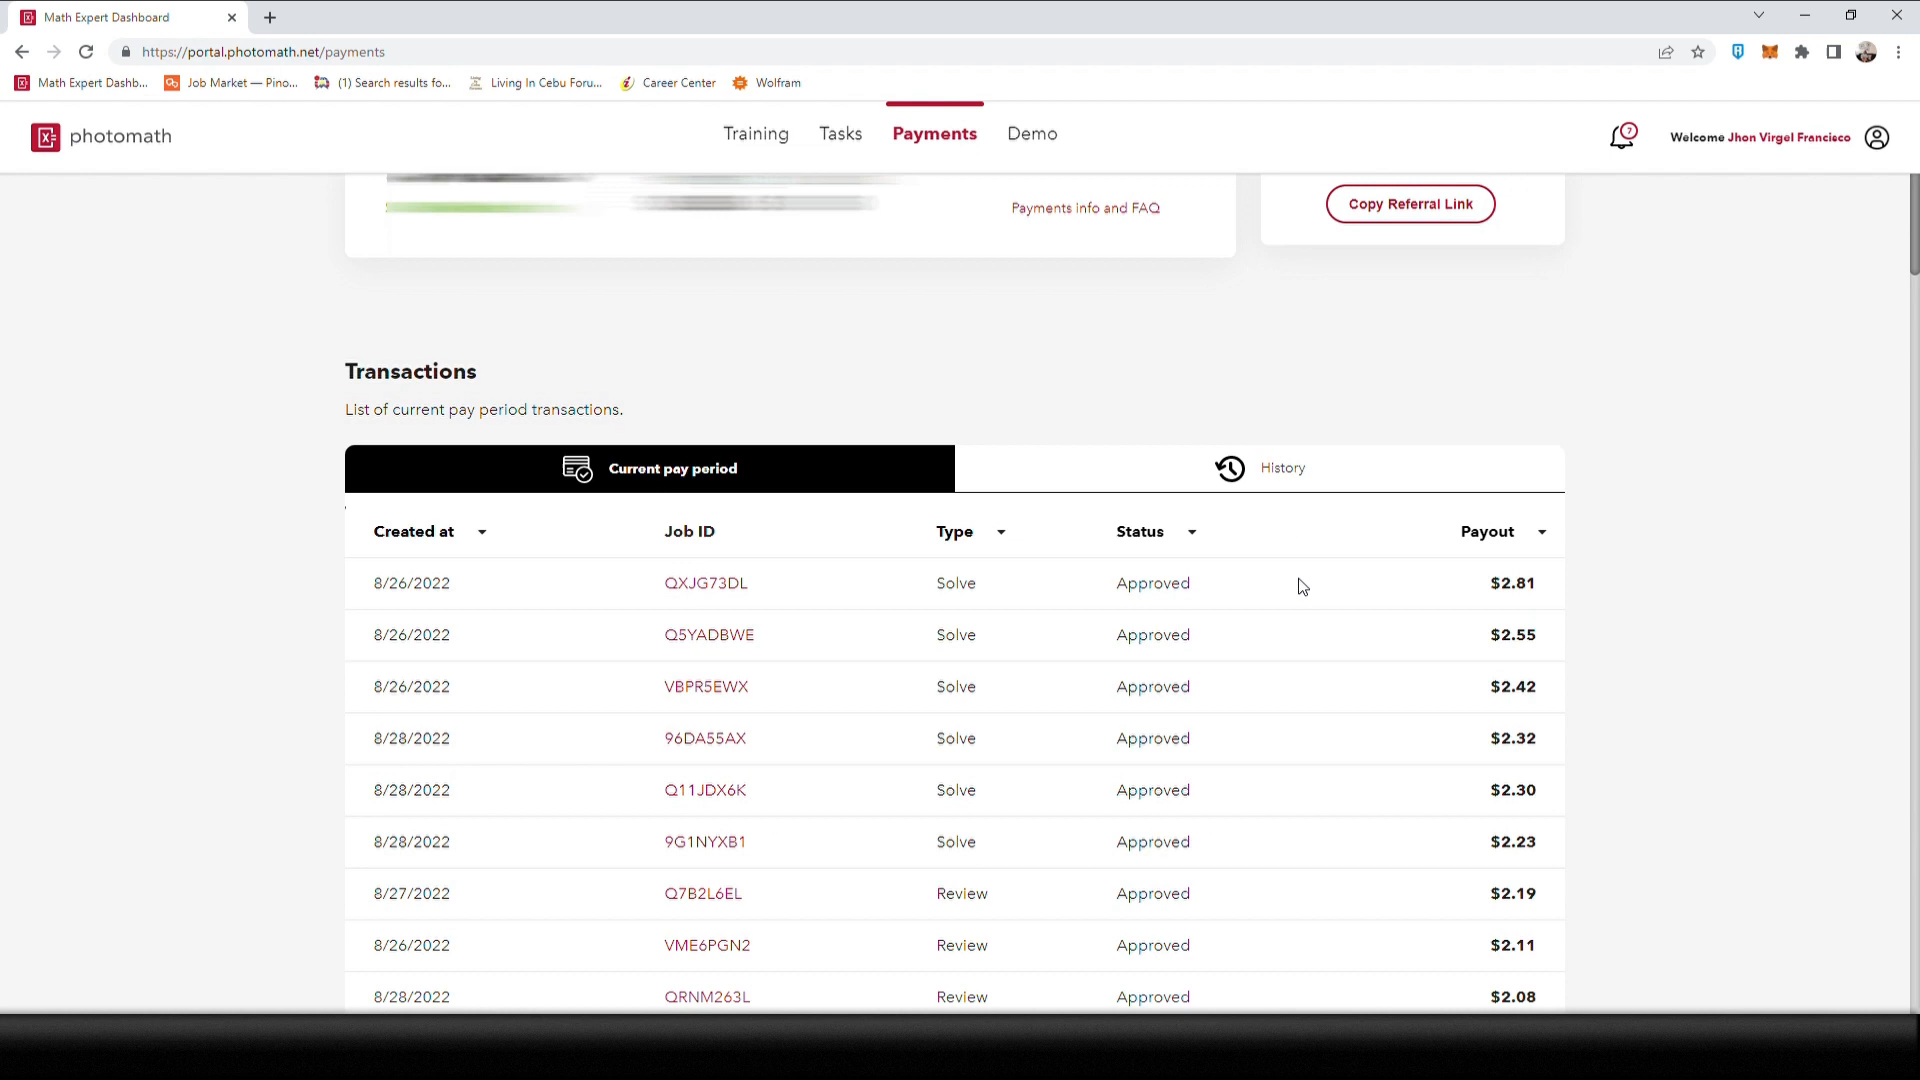 Math Expert Dashboard
https://portal.photomath.net/payments
Math Expert Dashb... Job Market — Pino... (1) Search results fo... Living In Cebu Foru... Career Center Wolfram
photomath Training Tasks Payments Demo 7 Welcome Jhon Virgel Francisco
Payments info and FAQ Copy Referral Link
Transactions
List of current pay period transactions.
Current pay period History
Created at Job ID Type Status Payout
8/26/2022 QXJG73DL Solve Approved $2.81
8/26/2022 Q5YADBWE Solve Approved $2.55
8/26/2022 VBPR5EWX Solve Approved $2.42
8/28/2022 96DA55AX Solve Approved $2.32
8/28/2022 Q11JDX6K Solve Approved $2.30
8/28/2022 9G1NYXB1 Solve Approved $2.23
8/27/2022 Q7B2L6EL Review Approved $2.19
8/26/2022 VME6PGN2 Review Approved $2.11
8/28/2022 QRNM263L Review Approved $2.08